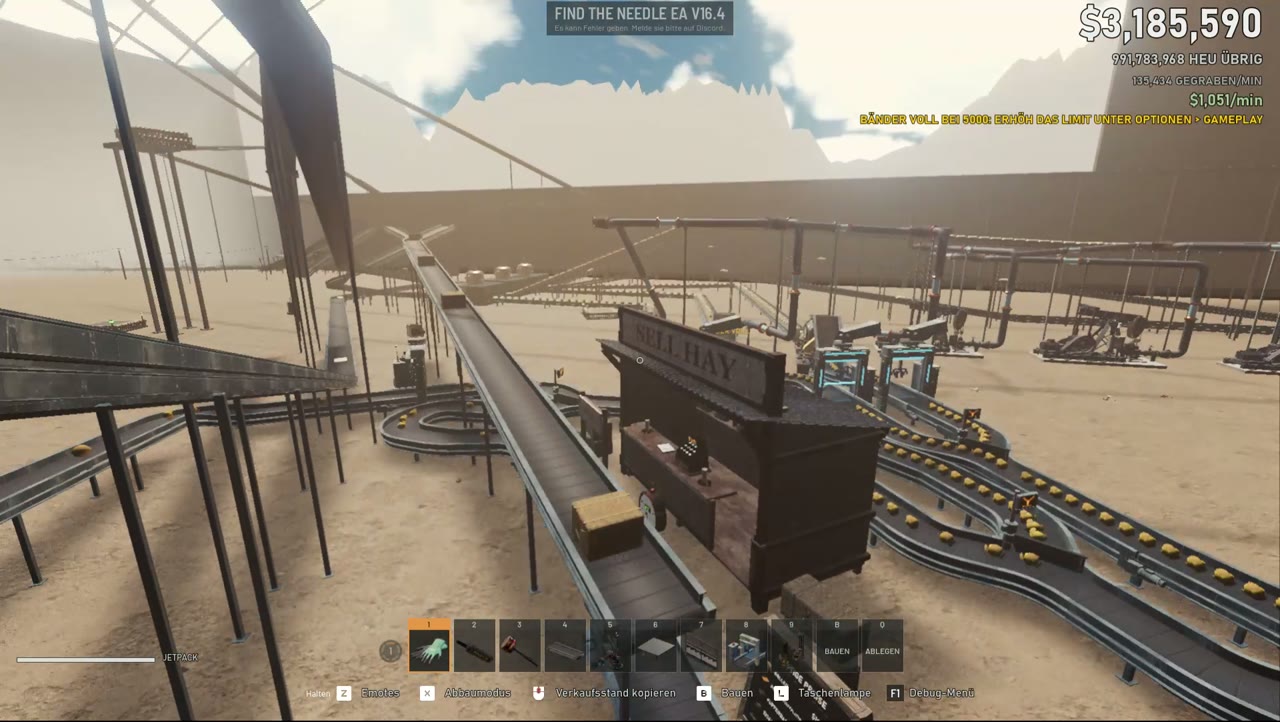 FIND THE NEEDLE EA V16.4
Es kann Fehler geben. Melde sie bitte auf Discord.
$3,185,590
991,783,968 HEU ÜBRIG
135,434 GEGRABEN/MIN
$1,051/min
BÄNDER VOLL BEI 5000: ERHÖH DAS LIMIT UNTER OPTIONEN > GAMEPLAY
SELL HAY
JETPACK
1 2 3 4 5 6 7 8 9 B 0
1
BAUEN
ABLEGEN
Halten Z Emotes X Abbaumodus Verkaufsstand kopieren B Bauen L Taschenlampe F1 Debug-Menü